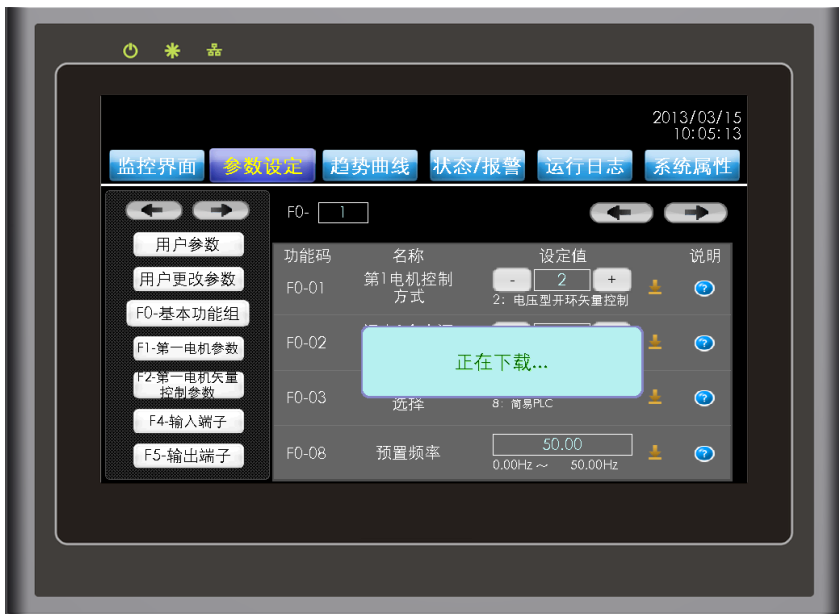 2013/03/15
10:05:13
监控界面 参数设定 趋势曲线 状态/报警 运行日志 系统属性
F0- 1
用户参数
用户更改参数
F0-基本功能组
F1-第一电机参数
F2-第一电机矢量
控制参数
F4-输入端子
F5-输出端子
功能码 名称 设定值 说明
F0-01 第1电机控制
方式 - 2 +
2: 电压型开环矢量控制
F0-02
正在下载...
F0-03 选择 8: 简易PLC
F0-08 预置频率 50.00
0.00Hz ～ 50.00Hz